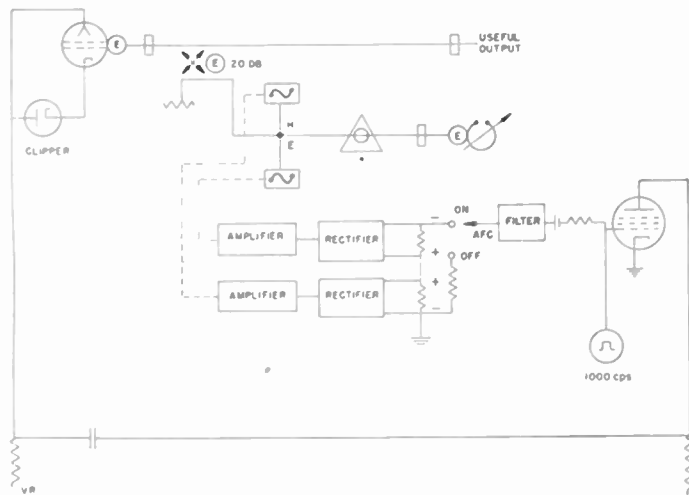 E
USEFUL
OUTPUT
E 20 DB
CLIPPER
H
E
E
ON
AFC
OFF
FILTER
AMPLIFIER
RECTIFIER
AMPLIFIER
RECTIFIER
−
+
+
−
1000 cps
VR